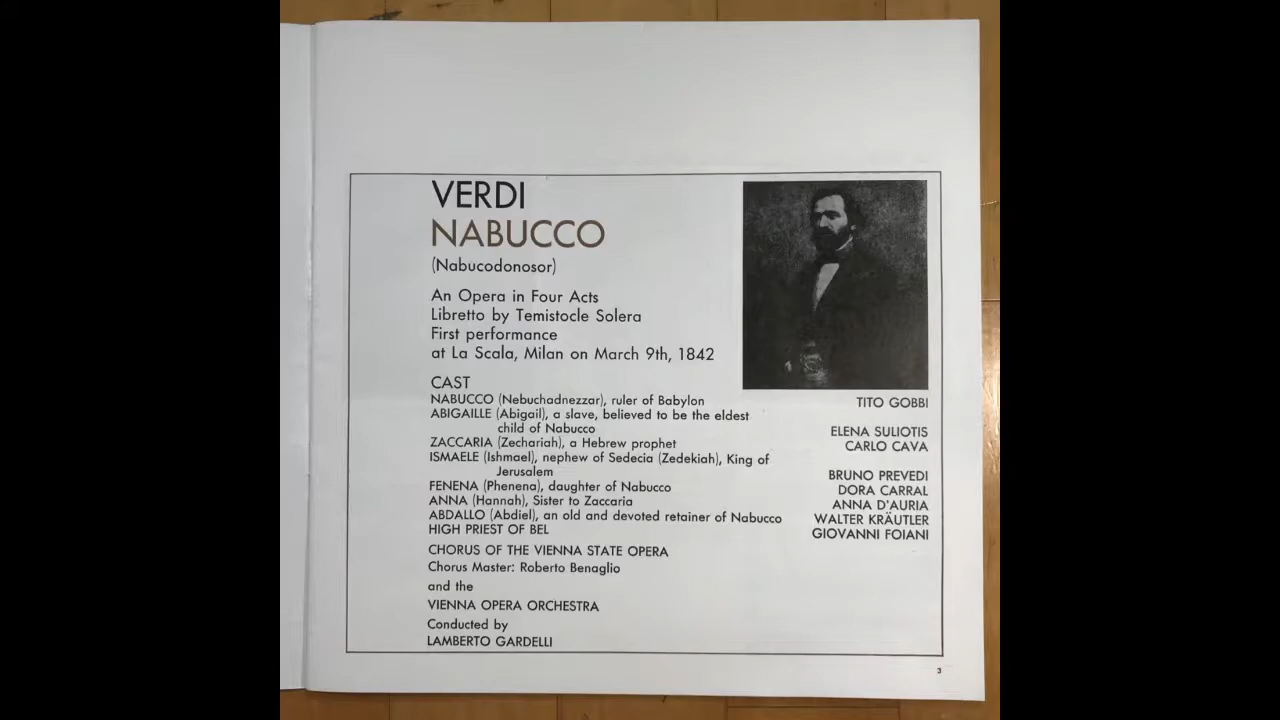 VERDI
NABUCCO
(Nabucodonosor)
An Opera in Four Acts
Libretto by Temistocle Solera
First performance
at La Scala, Milan on March 9th, 1842
CAST
NABUCCO (Nebuchadnezzar), ruler of Babylon TITO GOBBI
ABIGAILLE (Abigail), a slave, believed to be the eldest
child of Nabucco ELENA SULIOTIS
ZACCARIA (Zechariah), a Hebrew prophet CARLO CAVA
ISMAELE (Ishmael), nephew of Sedecia (Zedekiah), King of
Jerusalem BRUNO PREVEDI
FENENA (Phenena), daughter of Nabucco DORA CARRAL
ANNA (Hannah), Sister to Zaccaria ANNA D'AURIA
ABDALLO (Abdiel), an old and devoted retainer of Nabucco WALTER KRÄUTLER
HIGH PRIEST OF BEL GIOVANNI FOIANI
CHORUS OF THE VIENNA STATE OPERA
Chorus Master: Roberto Benaglio
and the
VIENNA OPERA ORCHESTRA
Conducted by
LAMBERTO GARDELLI
3